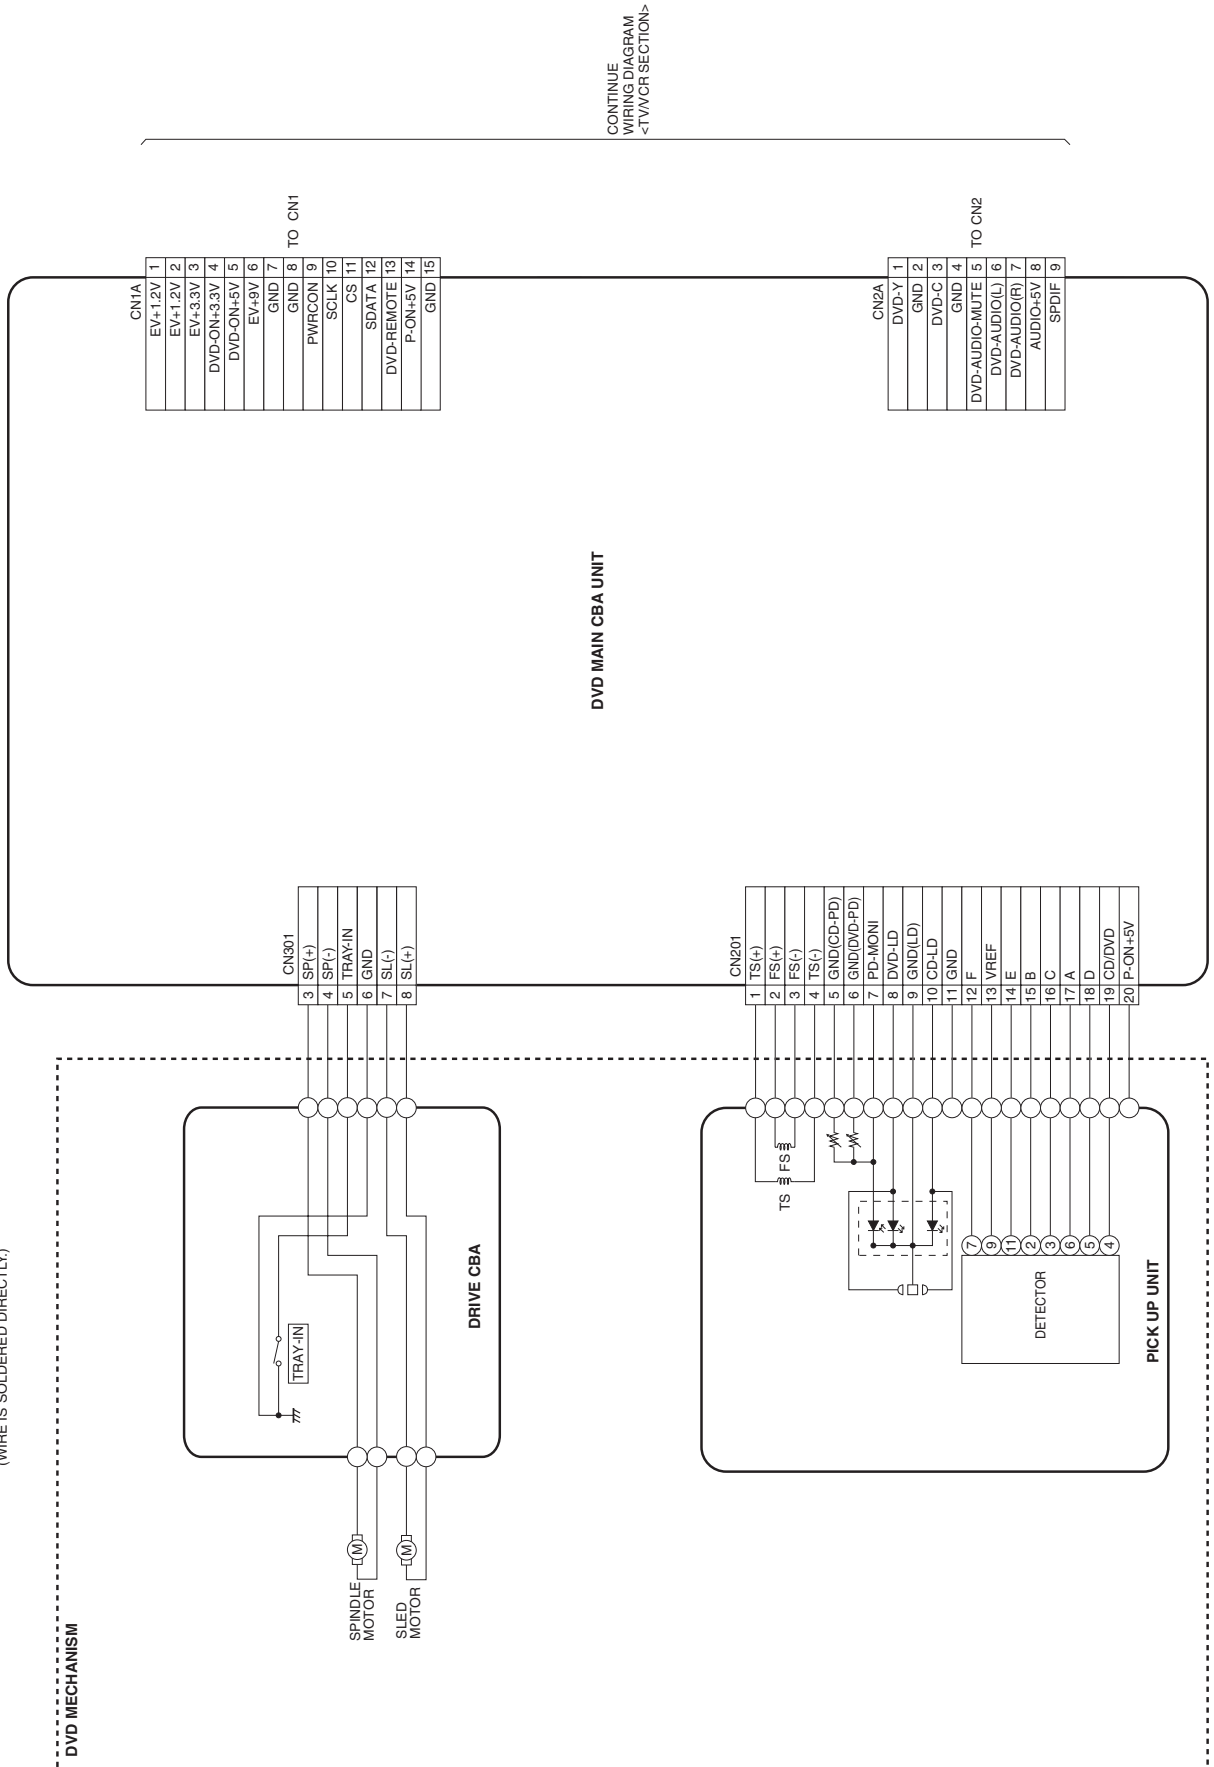 (WIRE IS SOLDERED DIRECTLY.)
DVD MECHANISM
SPINDLE
MOTOR
M
SLED
MOTOR
M
TRAY-IN
DRIVE CBA
CN301
3 SP(+)
4 SP(-)
5 TRAY-IN
6 GND
7 SL(-)
8 SL(+)
TS
FS
DETECTOR
7
9
11
2
3
6
5
4
PICK UP UNIT
CN201
1 TS(+)
2 FS(+)
3 FS(-)
4 TS(-)
5 GND(CD-PD)
6 GND(DVD-PD)
7 PD-MONI
8 DVD-LD
9 GND(LD)
10 CD-LD
11 GND
12 F
13 VREF
14 E
15 B
16 C
17 A
18 D
19 CD/DVD
20 P-ON+5V
DVD MAIN CBA UNIT
CN1A
EV+1.2V 1
EV+1.2V 2
EV+3.3V 3
DVD-ON+3.3V 4
DVD-ON+5V 5
EV+9V 6
GND 7
GND 8
PWRCON 9
SCLK 10
CS 11
SDATA 12
DVD-REMOTE 13
P-ON+5V 14
GND 15
TO CN1
CN2A
DVD-Y 1
GND 2
DVD-C 3
GND 4
DVD-AUDIO-MUTE 5
DVD-AUDIO(L) 6
DVD-AUDIO(R) 7
AUDIO+5V 8
SPDIF 9
TO CN2
CONTINUE
WIRING DIAGRAM
<TV/VCR SECTION>